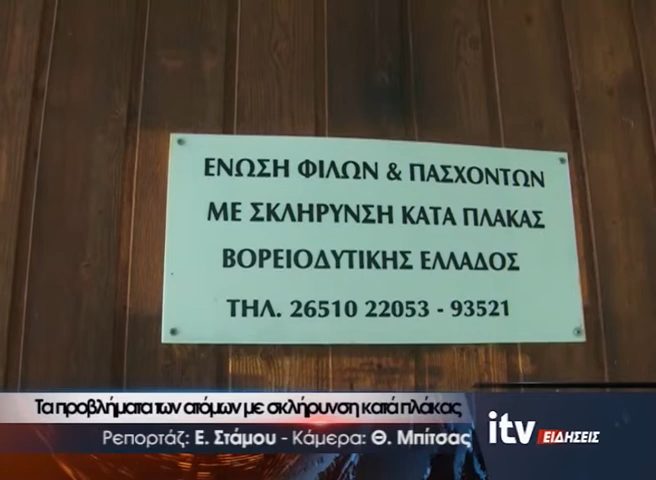 ΕΝΩΣΗ ΦΙΛΩΝ & ΠΑΣΧΟΝΤΩΝ
ΜΕ ΣΚΛΗΡΥΝΣΗ ΚΑΤΑ ΠΛΑΚΑΣ
ΒΟΡΕΙΟΔΥΤΙΚΗΣ ΕΛΛΑΔΟΣ
ΤΗΛ. 26510 22053 - 93521
Τα προβλήματα των ατόμων με σκλήρυνση κατά πλάκας
Ρεπορτάζ: Ε. Στάμου - Κάμερα: Θ. Μπίτσας
itv ΕΙΔΗΣΕΙΣ